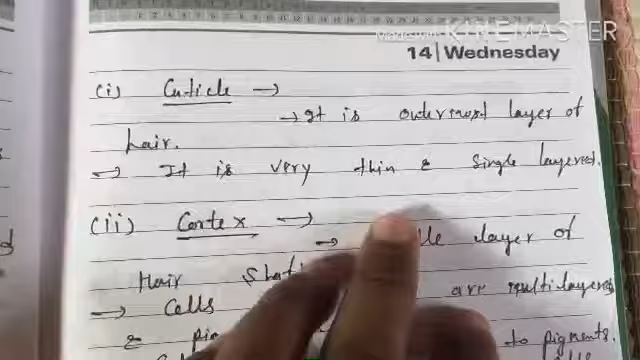 Made with KINEMASTER
14 | Wednesday
(i) Cuticle →
→ It is outermost layer of
hair.
→ It is very thin & single layered.
(ii) Cortex →
→ layer of
Hair
→ Cells are multilayered
& to pigments.